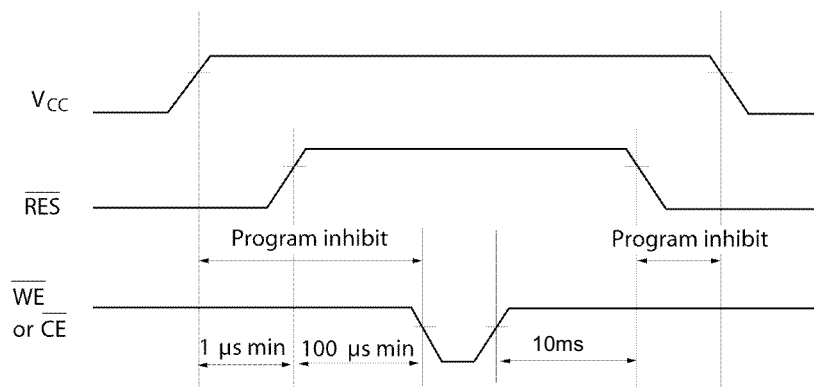 VCC
RES
Program inhibit
Program inhibit
WE
or CE
1 μs min
100 μs min
10ms